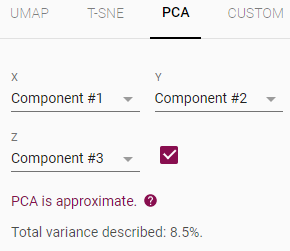 UMAP T-SNE PCA CUSTOM
X Y
Component #1 Component #2
Z
Component #3
PCA is approximate. ?
Total variance described: 8.5%.